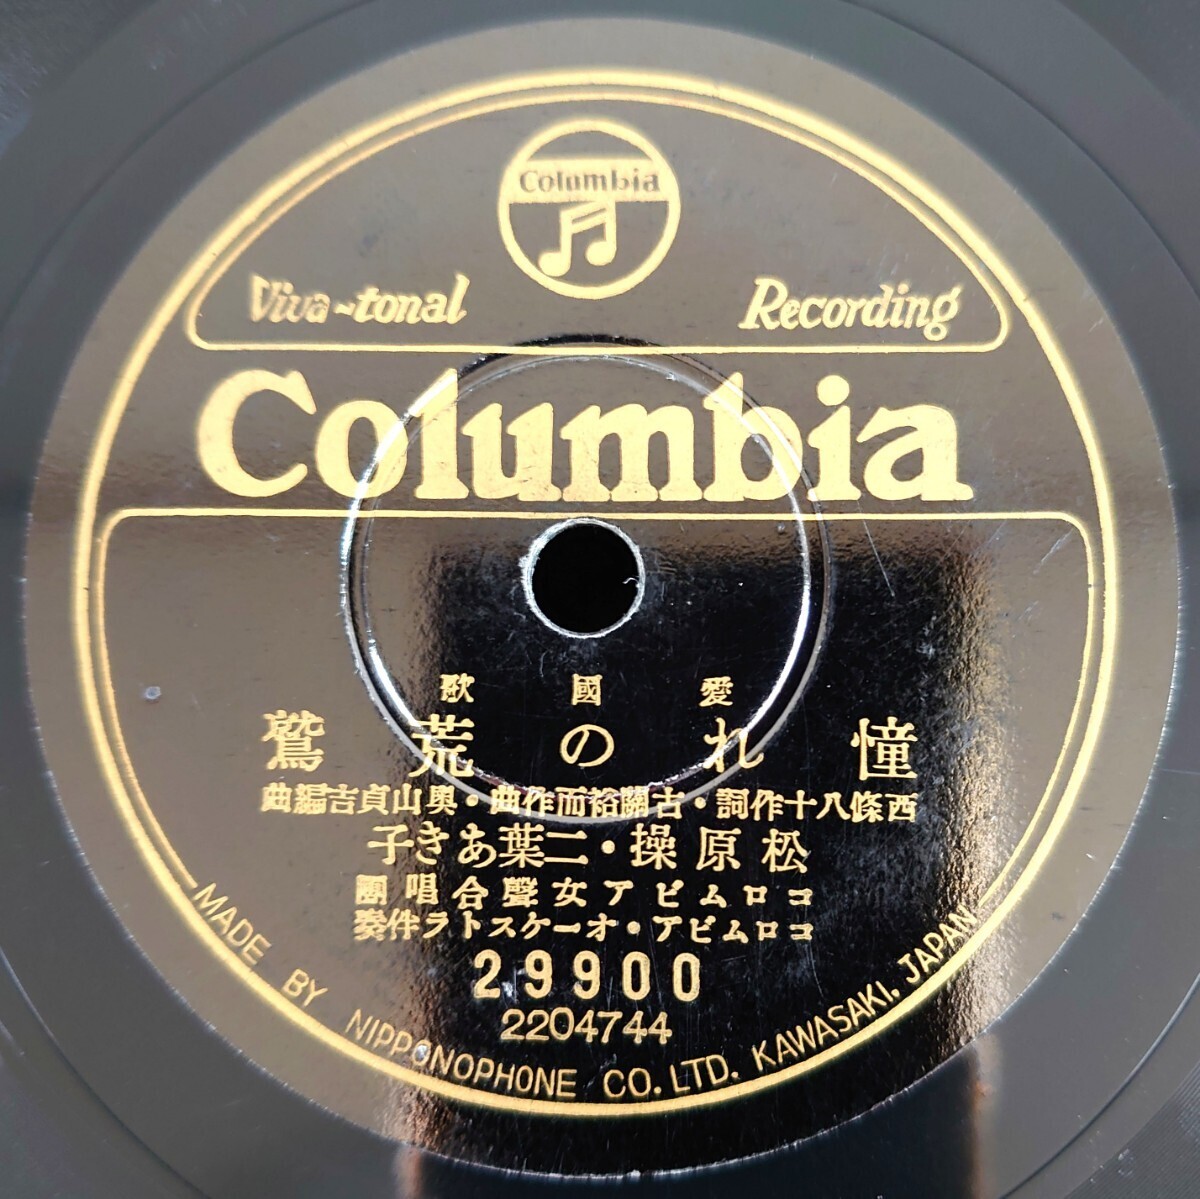 Columbia
Viva-tonal Recording
Columbia
愛國歌
憧れの荒鷲
西條八十作詞・古關裕而作曲・奥山貞吉編曲
松原操・二葉あき子
コロムビア女聲合唱團
コロムビア・オーケストラ伴奏
29900
2204744
MADE BY NIPPONOPHONE CO. LTD. KAWASAKI, JAPAN